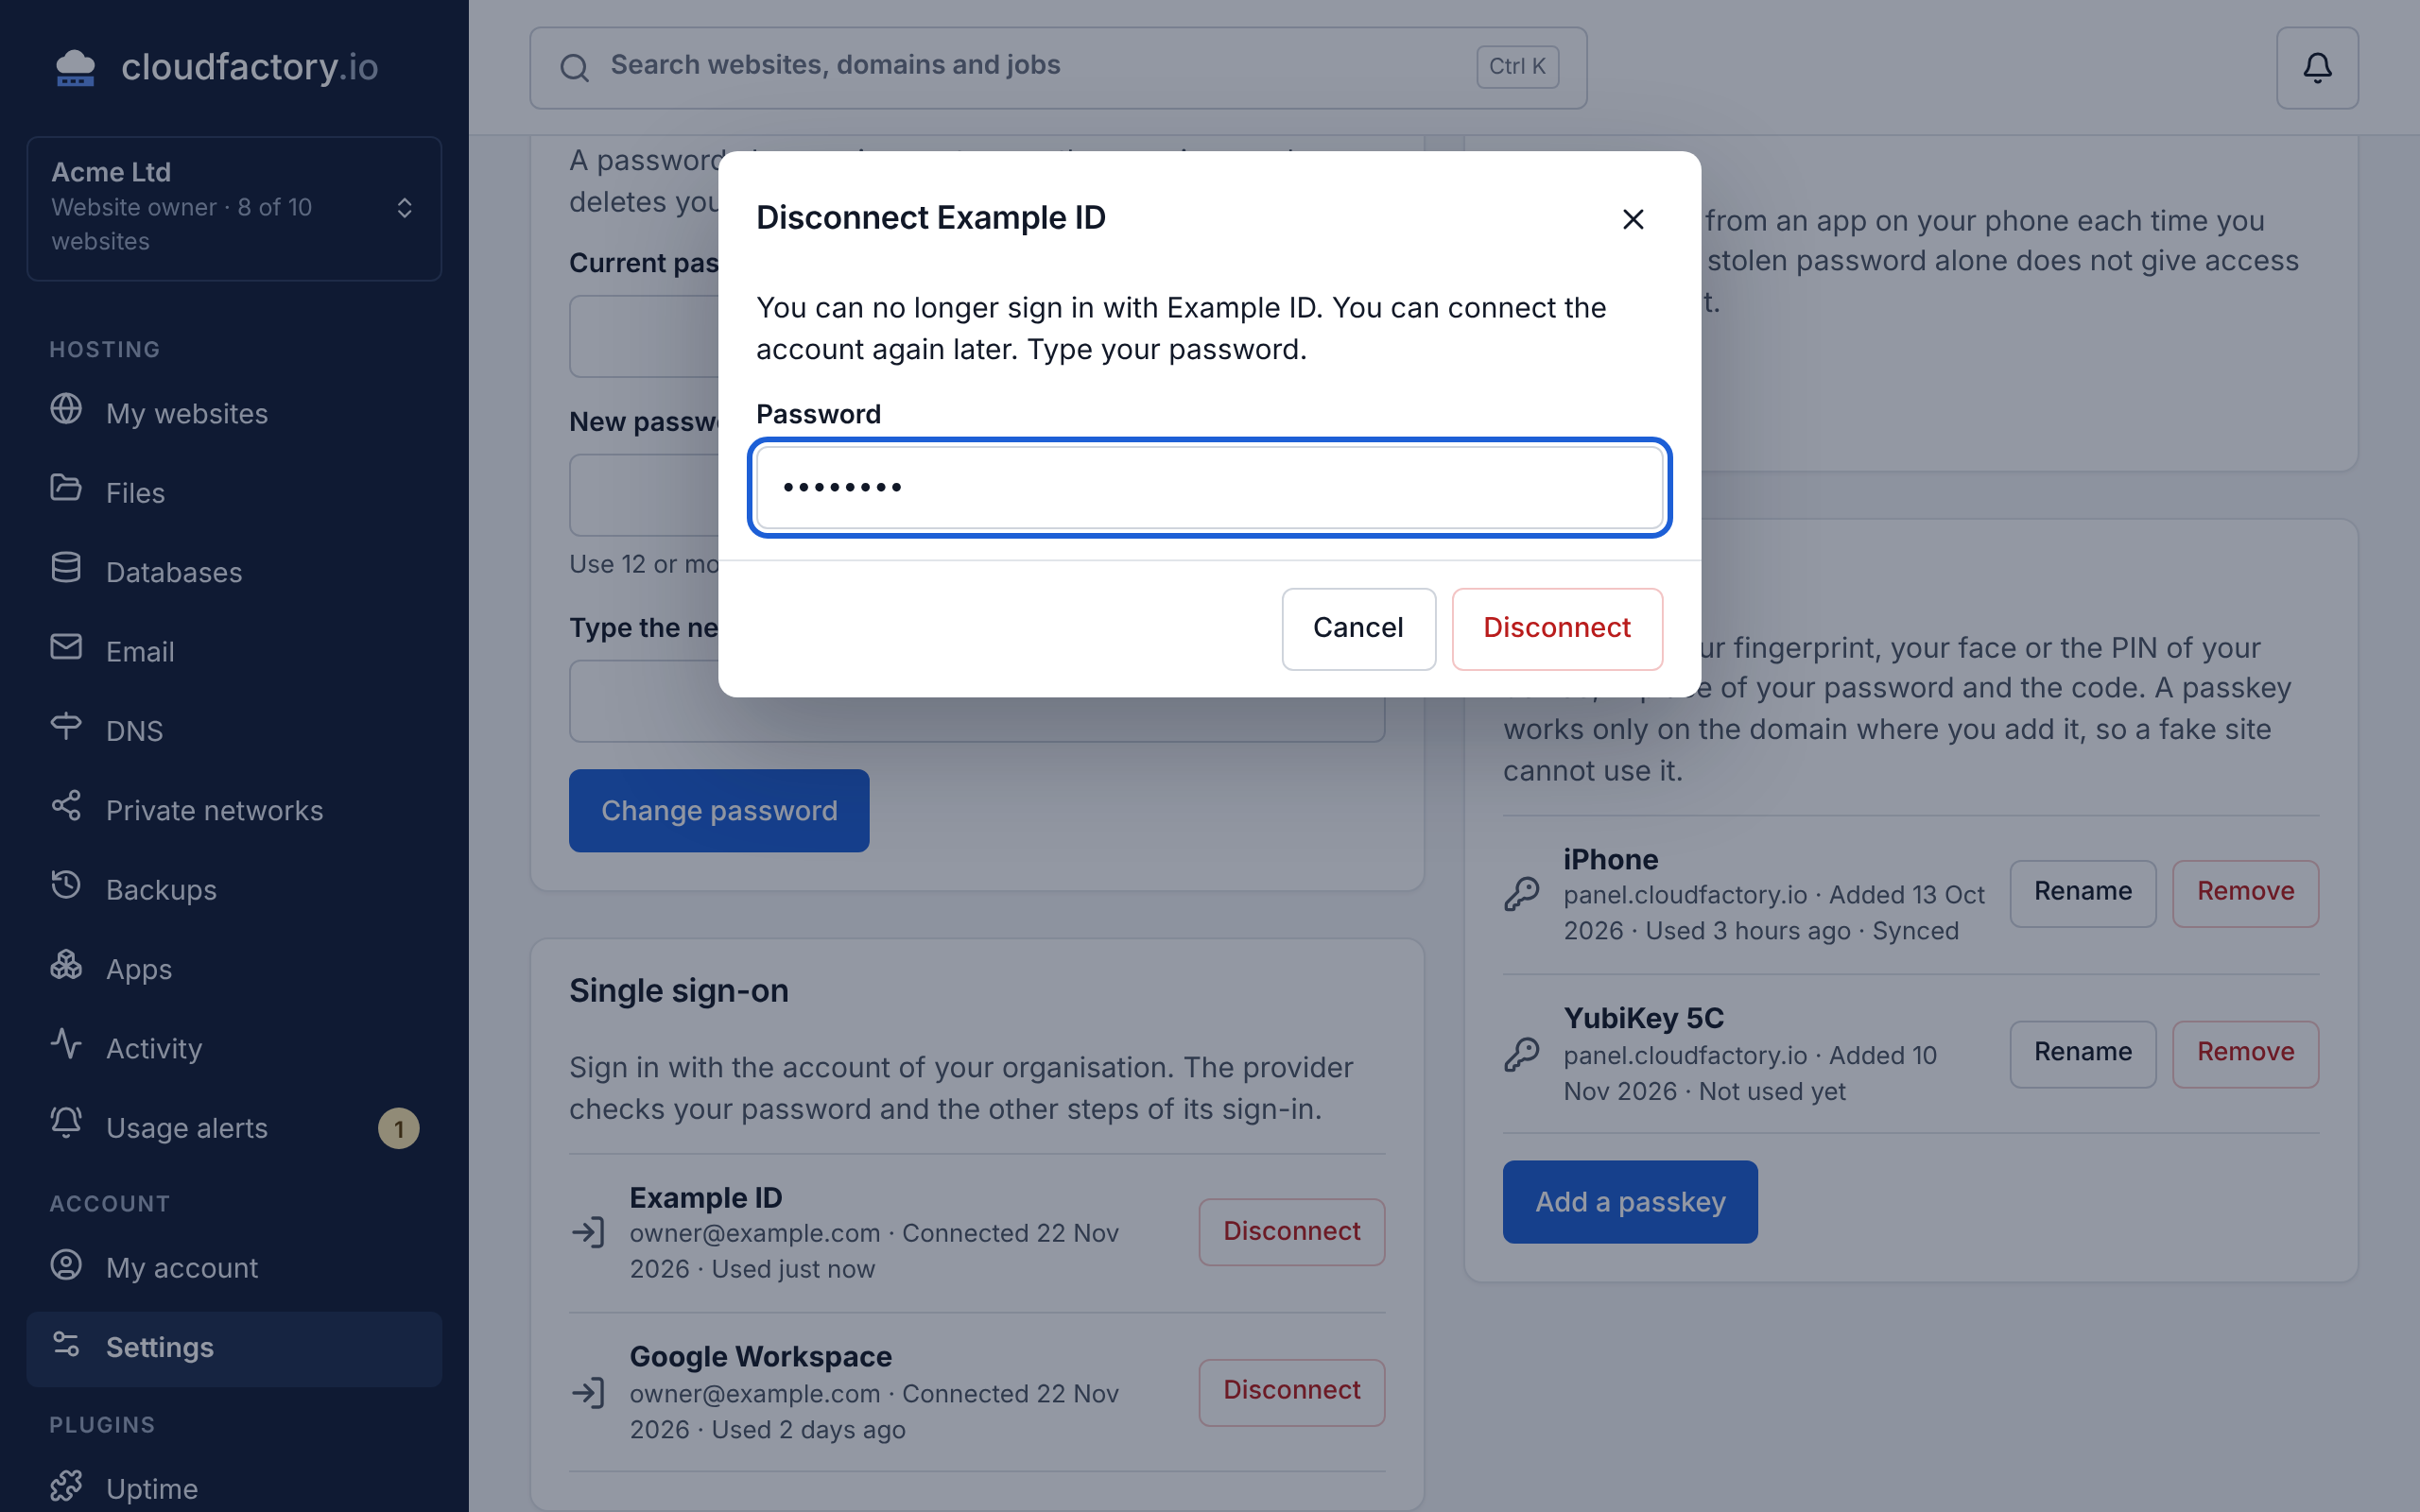 cloudfactory.io
Acme Ltd
Website owner · 8 of 10
websites
HOSTING
My websites
Files
Databases
Email
DNS
Private networks
Backups
Apps
Activity
Usage alerts
1
ACCOUNT
My account
Settings
PLUGINS
Uptime
Search websites, domains and jobs
Ctrl K
A password
deletes you
Current pas
New passw
Use 12 or mo
Type the ne
Change password
Disconnect Example ID
You can no longer sign in with Example ID. You can connect the
account again later. Type your password.
Password
••••••••
Cancel
Disconnect
Single sign-on
Sign in with the account of your organisation. The provider
checks your password and the other steps of its sign-in.
Example ID
owner@example.com · Connected 22 Nov
2026 · Used just now
Disconnect
Google Workspace
owner@example.com · Connected 22 Nov
2026 · Used 2 days ago
Disconnect
from an app on your phone each time you
stolen password alone does not give access
t.
ur fingerprint, your face or the PIN of your
e of your password and the code. A passkey
works only on the domain where you add it, so a fake site
cannot use it.
iPhone
panel.cloudfactory.io · Added 13 Oct
2026 · Used 3 hours ago · Synced
Rename
Remove
YubiKey 5C
panel.cloudfactory.io · Added 10
Nov 2026 · Not used yet
Rename
Remove
Add a passkey